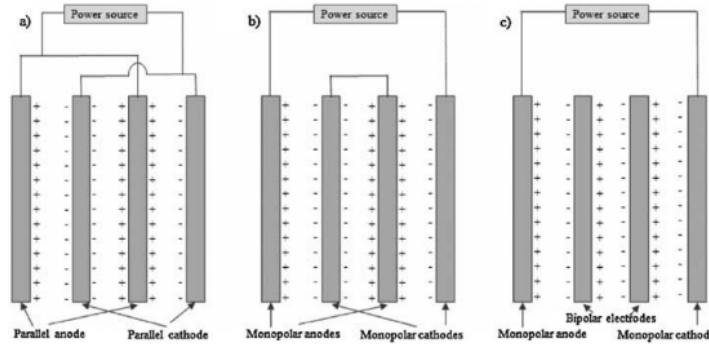 a)
Power source
Parallel anode
Parallel cathode
b)
Power source
Monopolar anodes
Monopolar cathodes
c)
Power source
Bipolar electrodes
Monopolar anode
Monopolar cathod